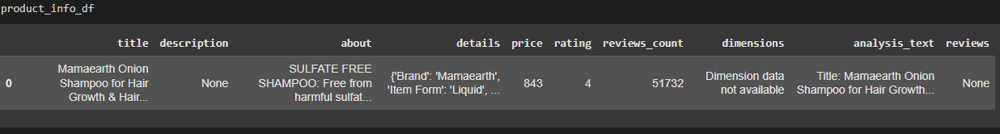 product_info_df
title description about details price rating reviews_count dimensions analysis_text reviews
0 Mamaearth Onion Shampoo for Hair Growth & Hair... None SULFATE FREE SHAMPOO: Free from harmful sulfat... {'Brand': 'Mamaearth', 'Item Form': 'Liquid', ... 843 4 51732 Dimension data not available Title: Mamaearth Onion Shampoo for Hair Growth... None